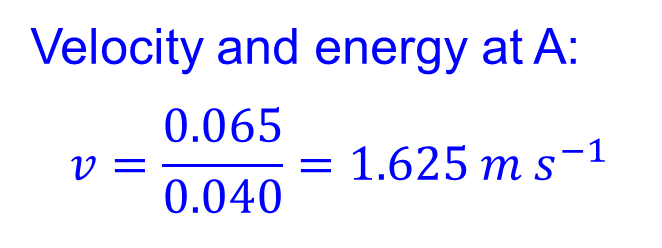 Velocity and energy at A:
v = 0.065/0.040 = 1.625 m s⁻¹